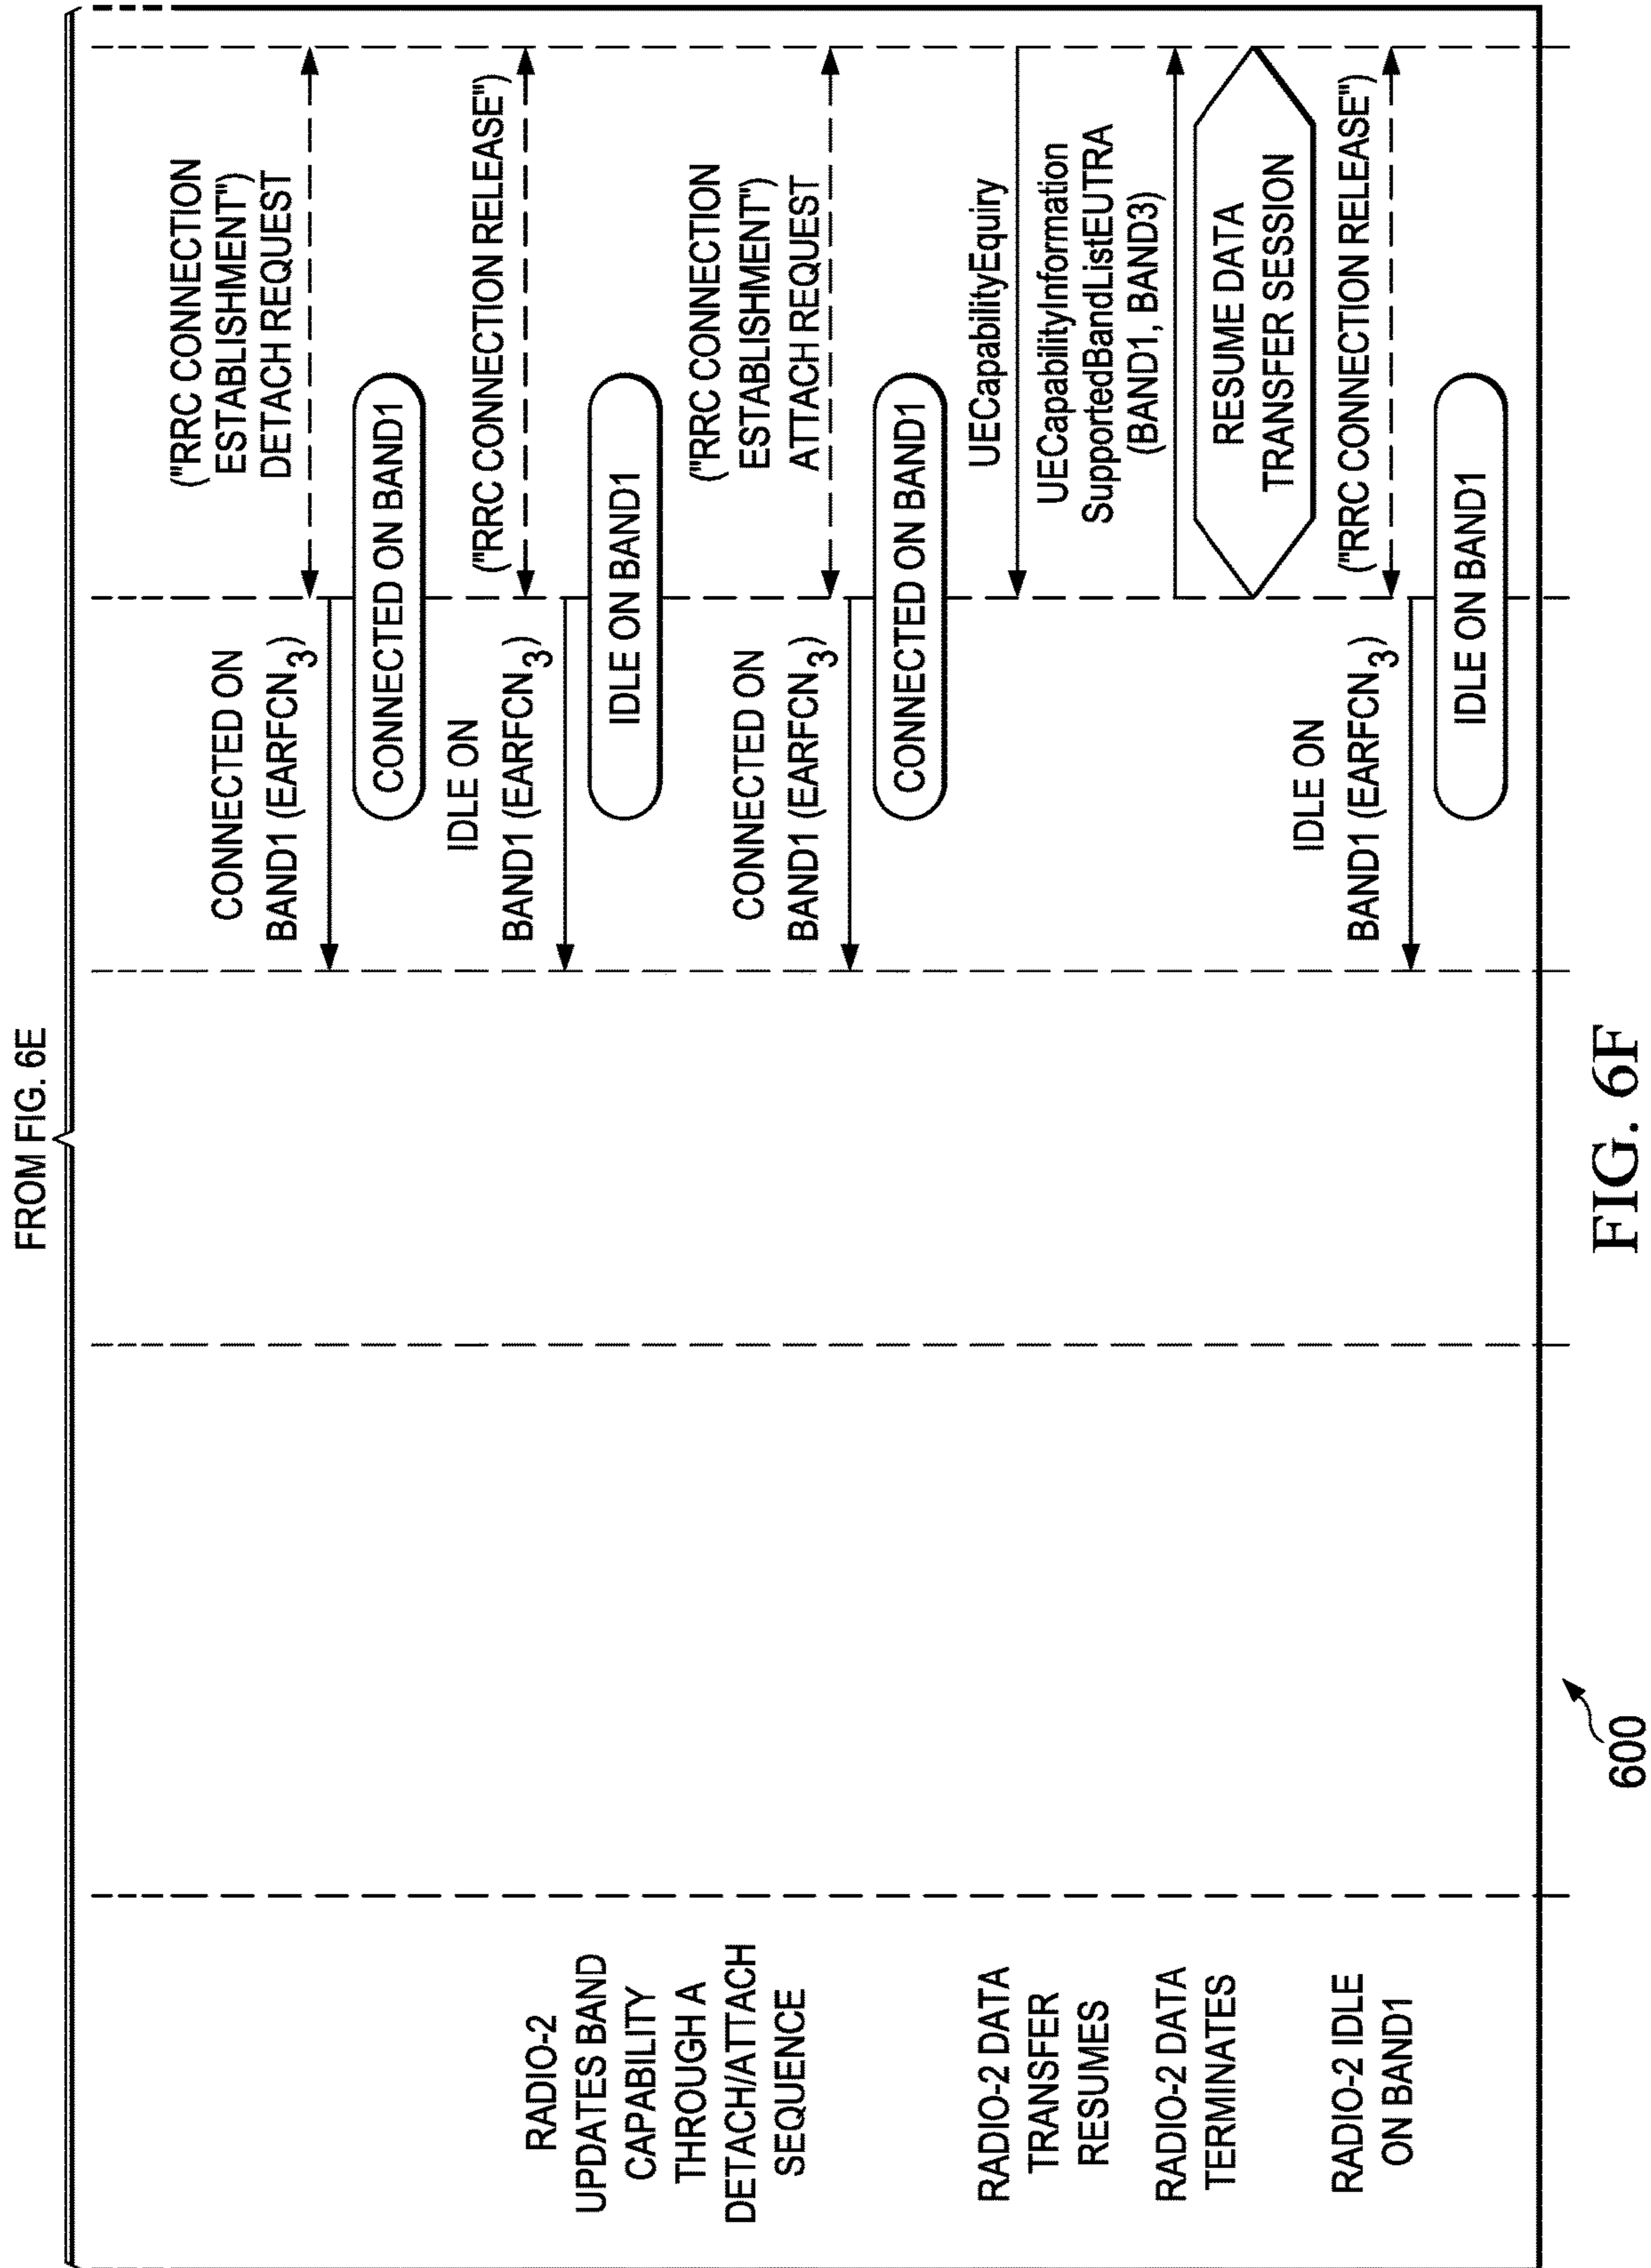 FROM FIG. 6E
RADIO-2
UPDATES BAND
CAPABILITY
THROUGH A
DETACH/ATTACH
SEQUENCE
CONNECTED ON
BAND1 (EARFCN3)
("RRC CONNECTION
ESTABLISHMENT")
DETACH REQUEST
CONNECTED ON BAND1
IDLE ON
BAND1 (EARFCN3)
("RRC CONNECTION RELEASE")
IDLE ON BAND1
CONNECTED ON
BAND1 (EARFCN3)
("RRC CONNECTION
ESTABLISHMENT")
ATTACH REQUEST
CONNECTED ON BAND1
RADIO-2 DATA
TRANSFER
RESUMES
UECapabilityEquiry
UECapabilityInformation
SupportedBandListEUTRA
(BAND1, BAND3)
RADIO-2 DATA
TERMINATES
RESUME DATA
TRANSFER SESSION
RADIO-2 IDLE
ON BAND1
IDLE ON
BAND1 (EARFCN3)
("RRC CONNECTION RELEASE")
IDLE ON BAND1
600
FIG. 6F